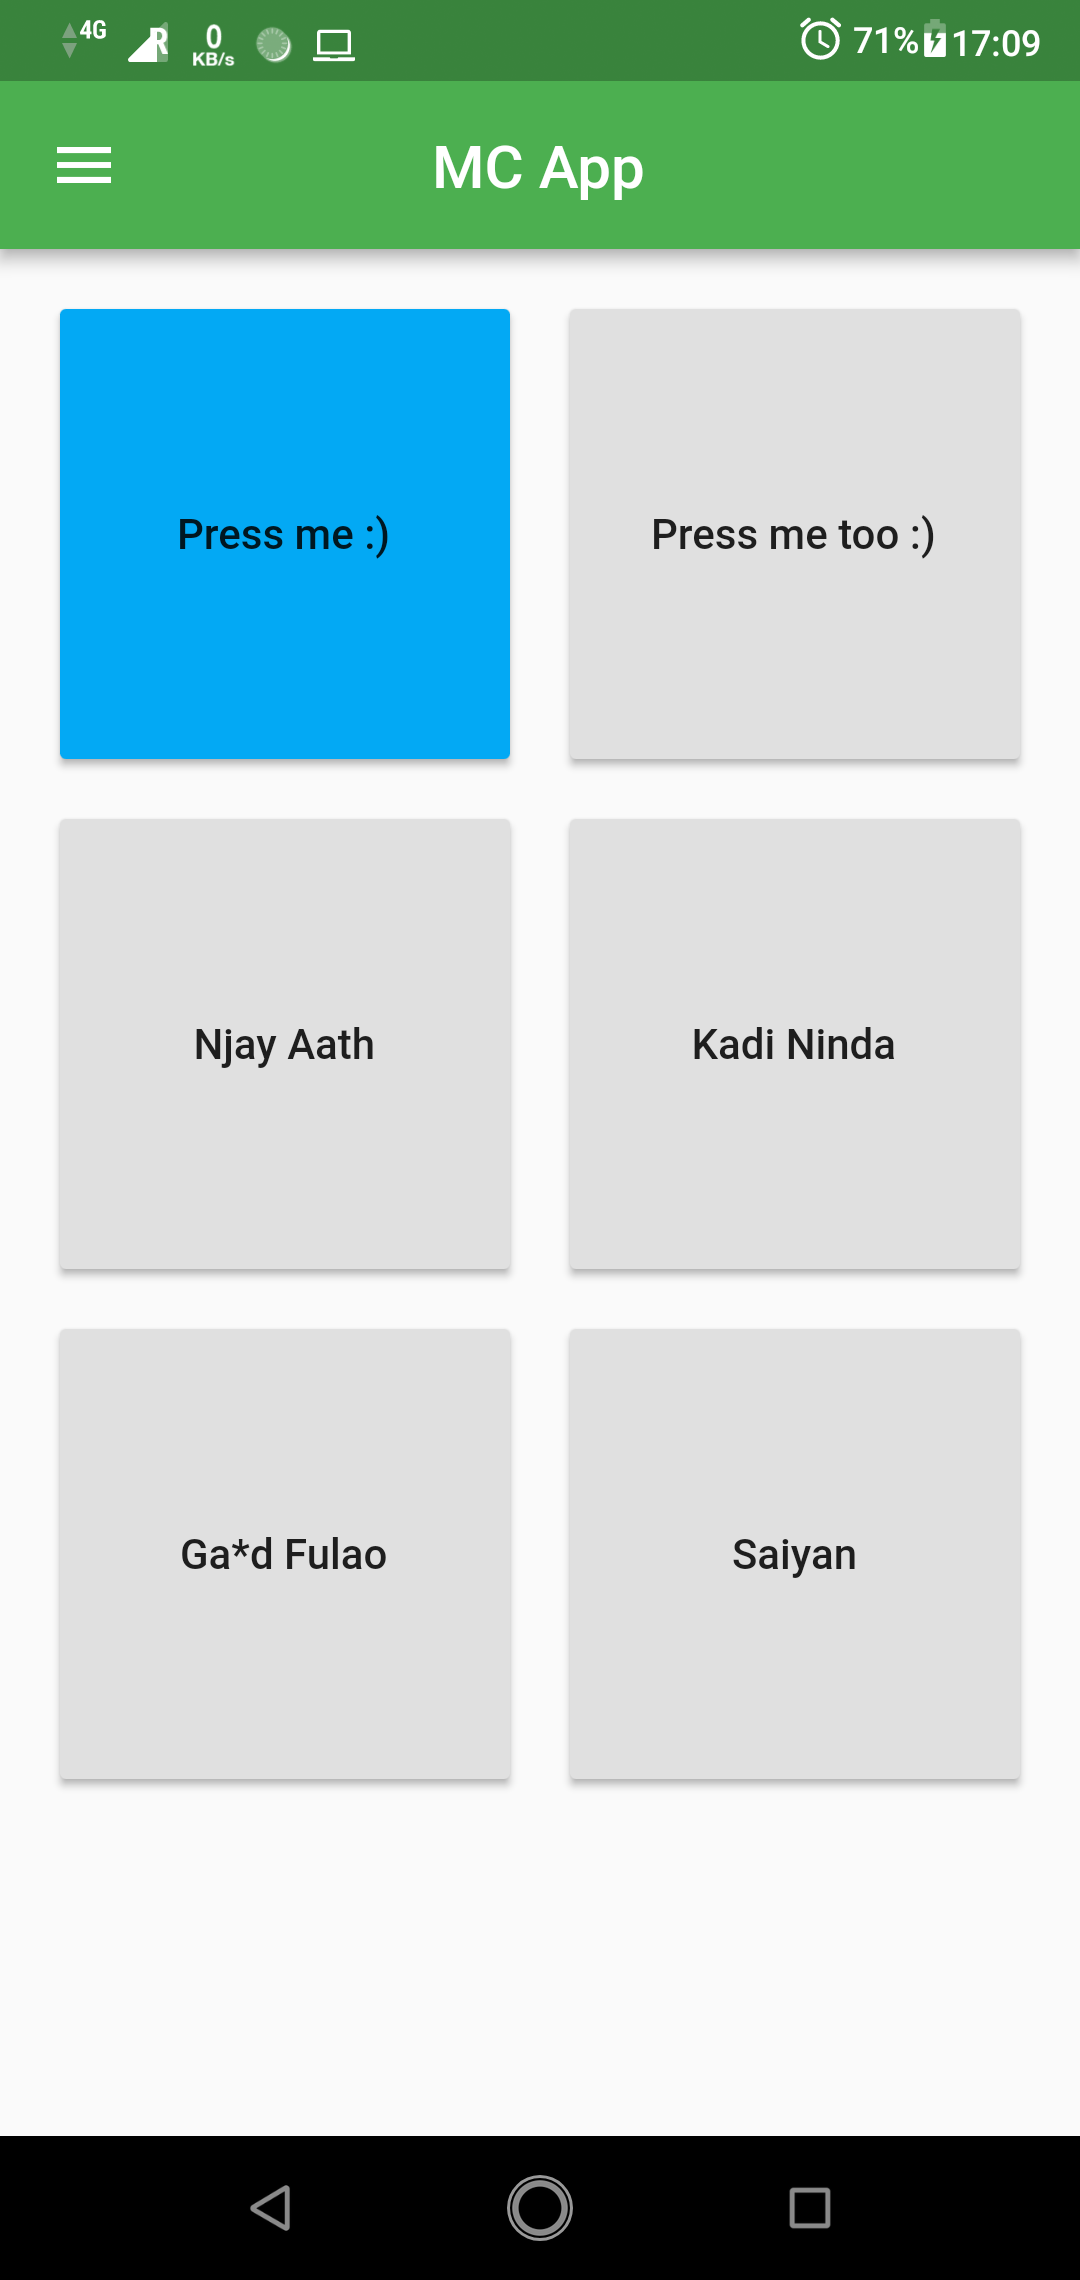 4G R 0 KB/s 71% 17:09
MC App
Press me :)
Press me too :)
Njay Aath
Kadi Ninda
Ga*d Fulao
Saiyan